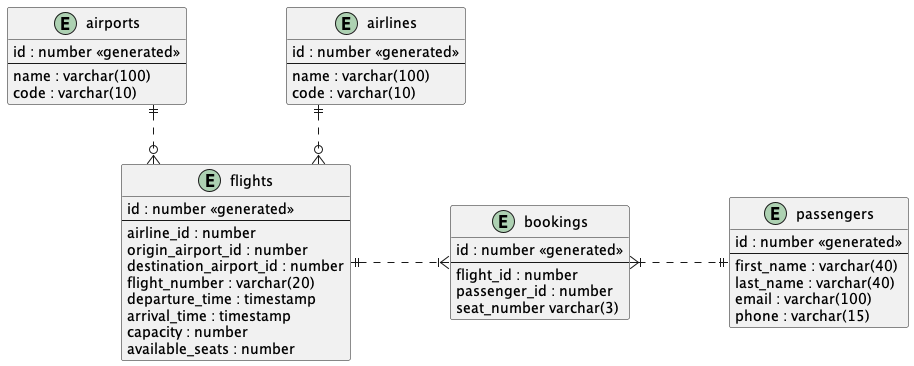 E airports
id : number «generated»
name : varchar(100)
code : varchar(10)
E airlines
id : number «generated»
name : varchar(100)
code : varchar(10)
E flights
id : number «generated»
airline_id : number
origin_airport_id : number
destination_airport_id : number
flight_number : varchar(20)
departure_time : timestamp
arrival_time : timestamp
capacity : number
available_seats : number
E bookings
id : number «generated»
flight_id : number
passenger_id : number
seat_number varchar(3)
E passengers
id : number «generated»
first_name : varchar(40)
last_name : varchar(40)
email : varchar(100)
phone : varchar(15)